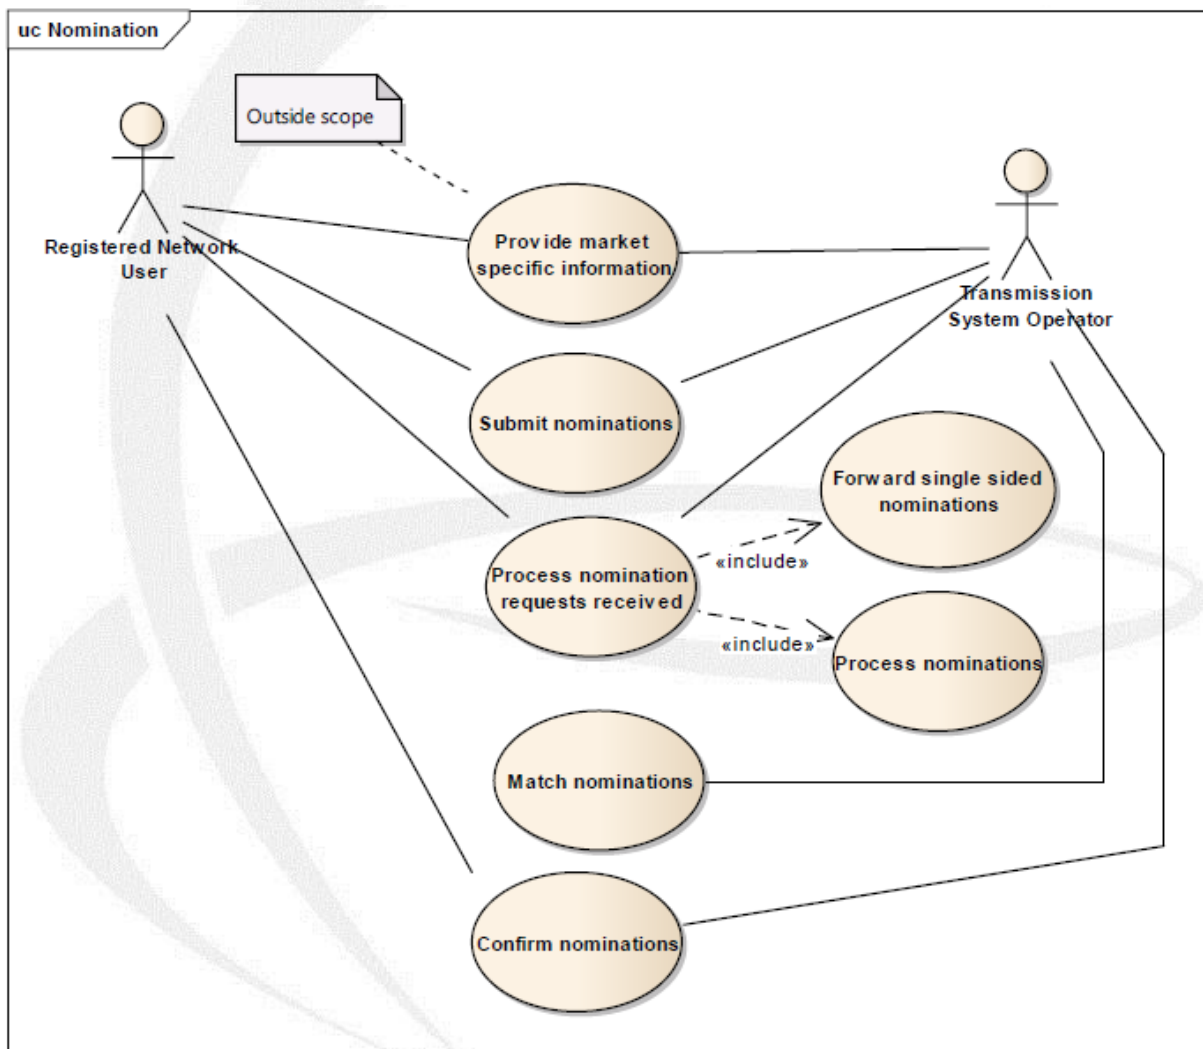 uc Nomination
Outside scope
Registered Network
User
Provide market
specific information
Transmission
System Operator
Submit nominations
Forward single sided
nominations
«include»
Process nomination
requests received
«include»
Process nominations
Match nominations
Confirm nominations